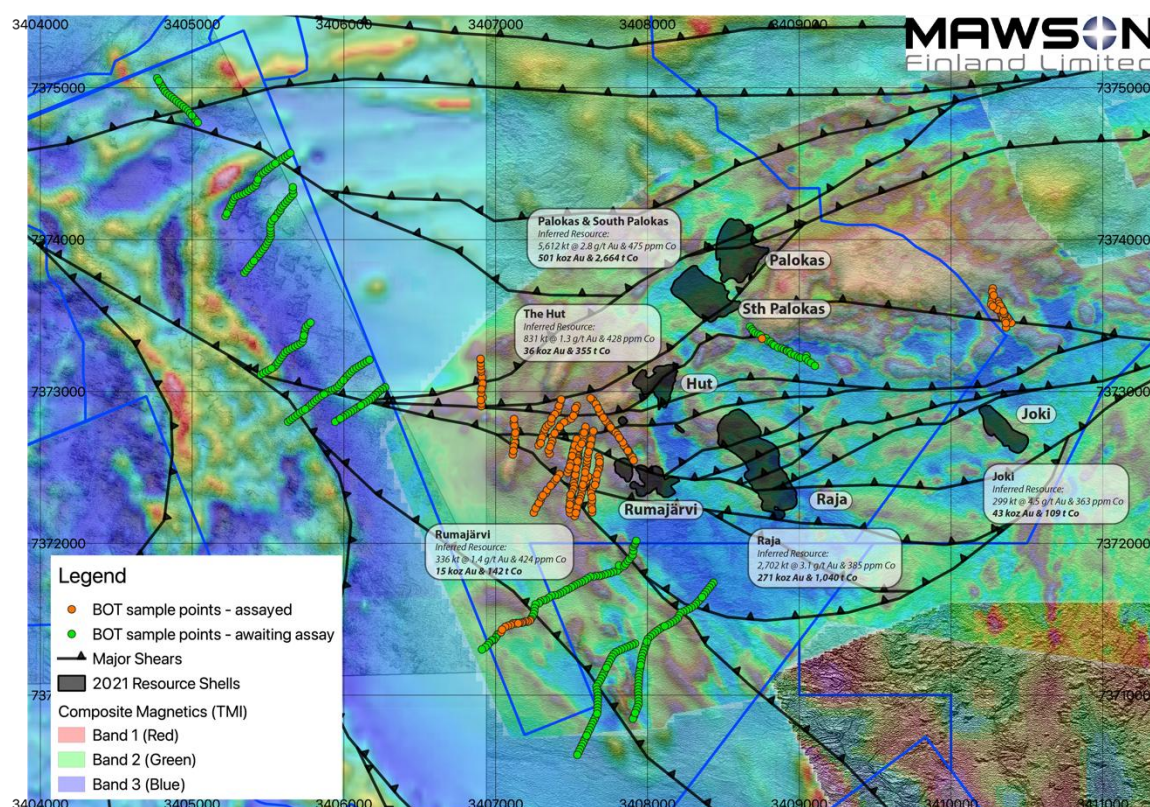 3404000
3405000
3406000
3407000
3408000
3409000
3410000
3411000
MAWSON
Finland Limited
7375000
7375000
Palokas & South Palokas
Inferred Resource:
5,612 kt @ 2.8 g/t Au & 475 ppm Co
501 koz Au & 2,664 t Co
7374000
7374000
Palokas
Sth Palokas
The Hut
Inferred Resource:
831 kt @ 1.3 g/t Au & 428 ppm Co
36 koz Au & 355 t Co
7373000
7373000
Hut
Joki
Joki
Inferred Resource:
299 kt @ 4.5 g/t Au & 363 ppm Co
43 koz Au & 109 t Co
Rumajärvi
Raja
Rumajärvi
Inferred Resource:
336 kt @ 1.4 g/t Au & 424 ppm Co
15 koz Au & 142 t Co
Raja
Inferred Resource:
2,702 kt @ 3.1 g/t Au & 385 ppm Co
271 koz Au & 1,040 t Co
7372000
7372000
Legend
BOT sample points - assayed
BOT sample points - awaiting assay
Major Shears
2021 Resource Shells
Composite Magnetics (TMI)
Band 1 (Red)
Band 2 (Green)
Band 3 (Blue)
7371000
3404000
3405000
3406000
3407000
3408000
3409000
3410000
3411000